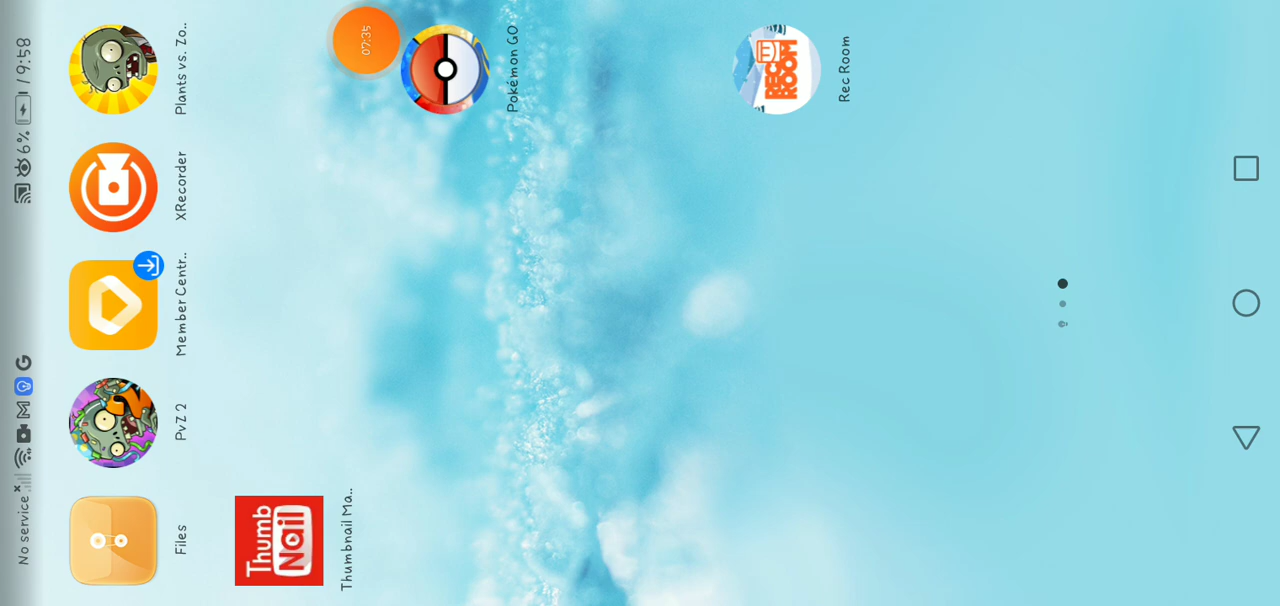 No service
6%
9:58
Files
PvZ 2
Member Centr..
XRecorder
Plants vs. Zo..
Thumb
Nail
Thumbnail Ma..
07:35
Pokémon GO
REC
ROOM
Rec Room